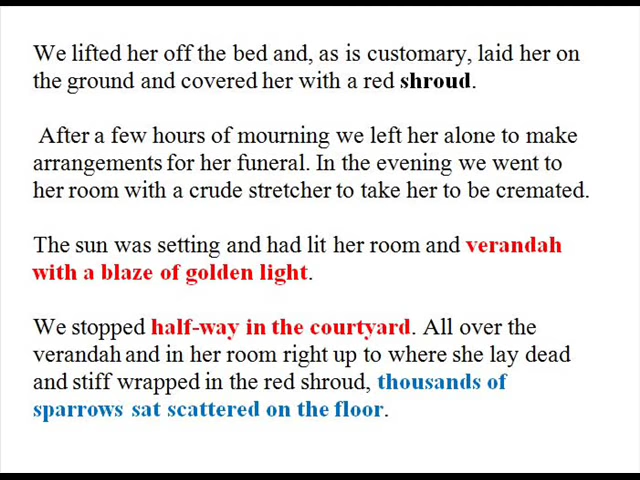 We lifted her off the bed and, as is customary, laid her on
the ground and covered her with a red shroud.
After a few hours of mourning we left her alone to make
arrangements for her funeral. In the evening we went to
her room with a crude stretcher to take her to be cremated.
The sun was setting and had lit her room and verandah
with a blaze of golden light.
We stopped half-way in the courtyard. All over the
verandah and in her room right up to where she lay dead
and stiff wrapped in the red shroud, thousands of
sparrows sat scattered on the floor.